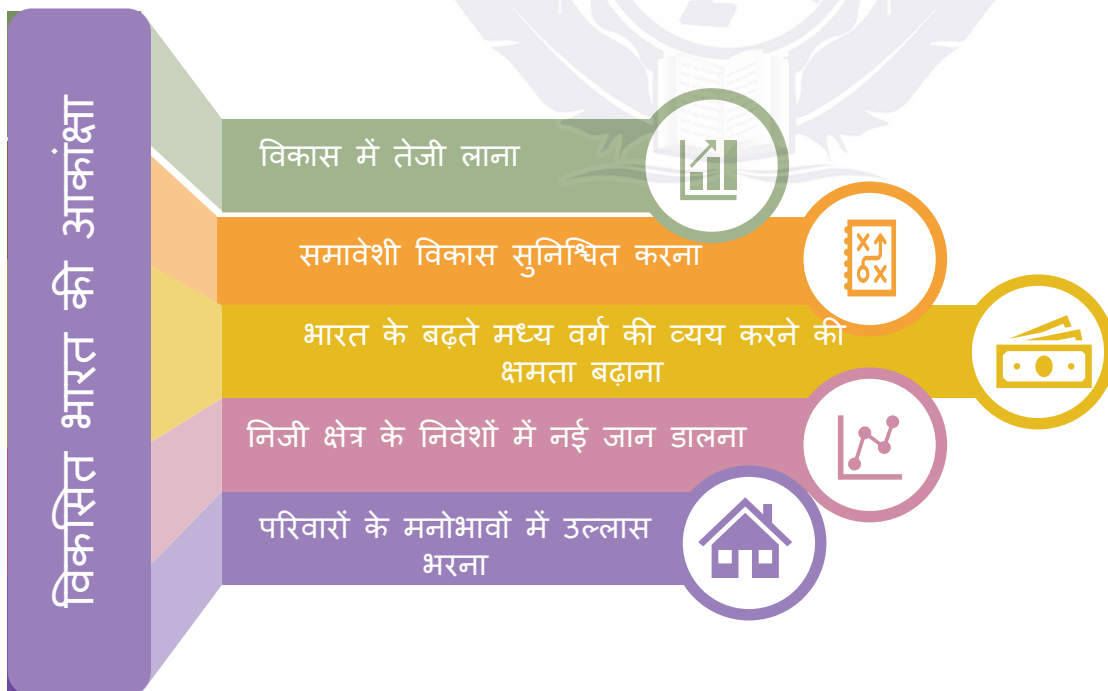 विकसित भारत की आकांक्षा
विकास में तेजी लाना
समावेशी विकास सुनिश्चित करना
भारत के बढ़ते मध्य वर्ग की व्यय करने की
क्षमता बढ़ाना
निजी क्षेत्र के निवेशों में नई जान डालना
परिवारों के मनोभावों में उल्लास
भरना